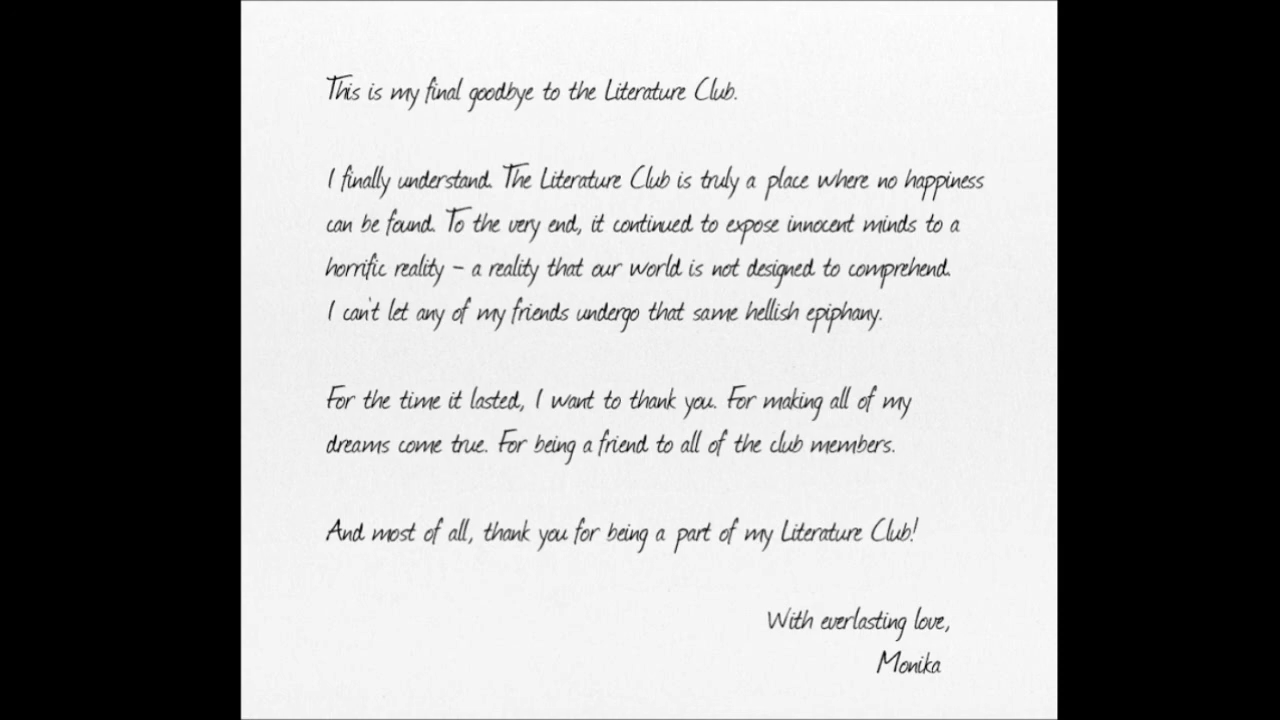 This is my final goodbye to the Literature Club.
I finally understand. The Literature Club is truly a place where no happiness
can be found. To the very end, it continued to expose innocent minds to a
horrific reality - a reality that our world is not designed to comprehend.
I can't let any of my friends undergo that same hellish epiphany.
For the time it lasted, I want to thank you. For making all of my
dreams come true. For being a friend to all of the club members.
And most of all, thank you for being a part of my Literature Club!
With everlasting love,
Monika